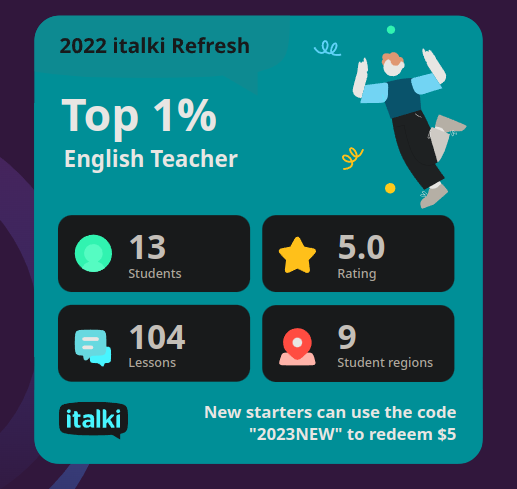 2022 italki Refresh
Top 1%
English Teacher
13
Students
5.0
Rating
104
Lessons
9
Student regions
italki
New starters can use the code
"2023NEW" to redeem $5